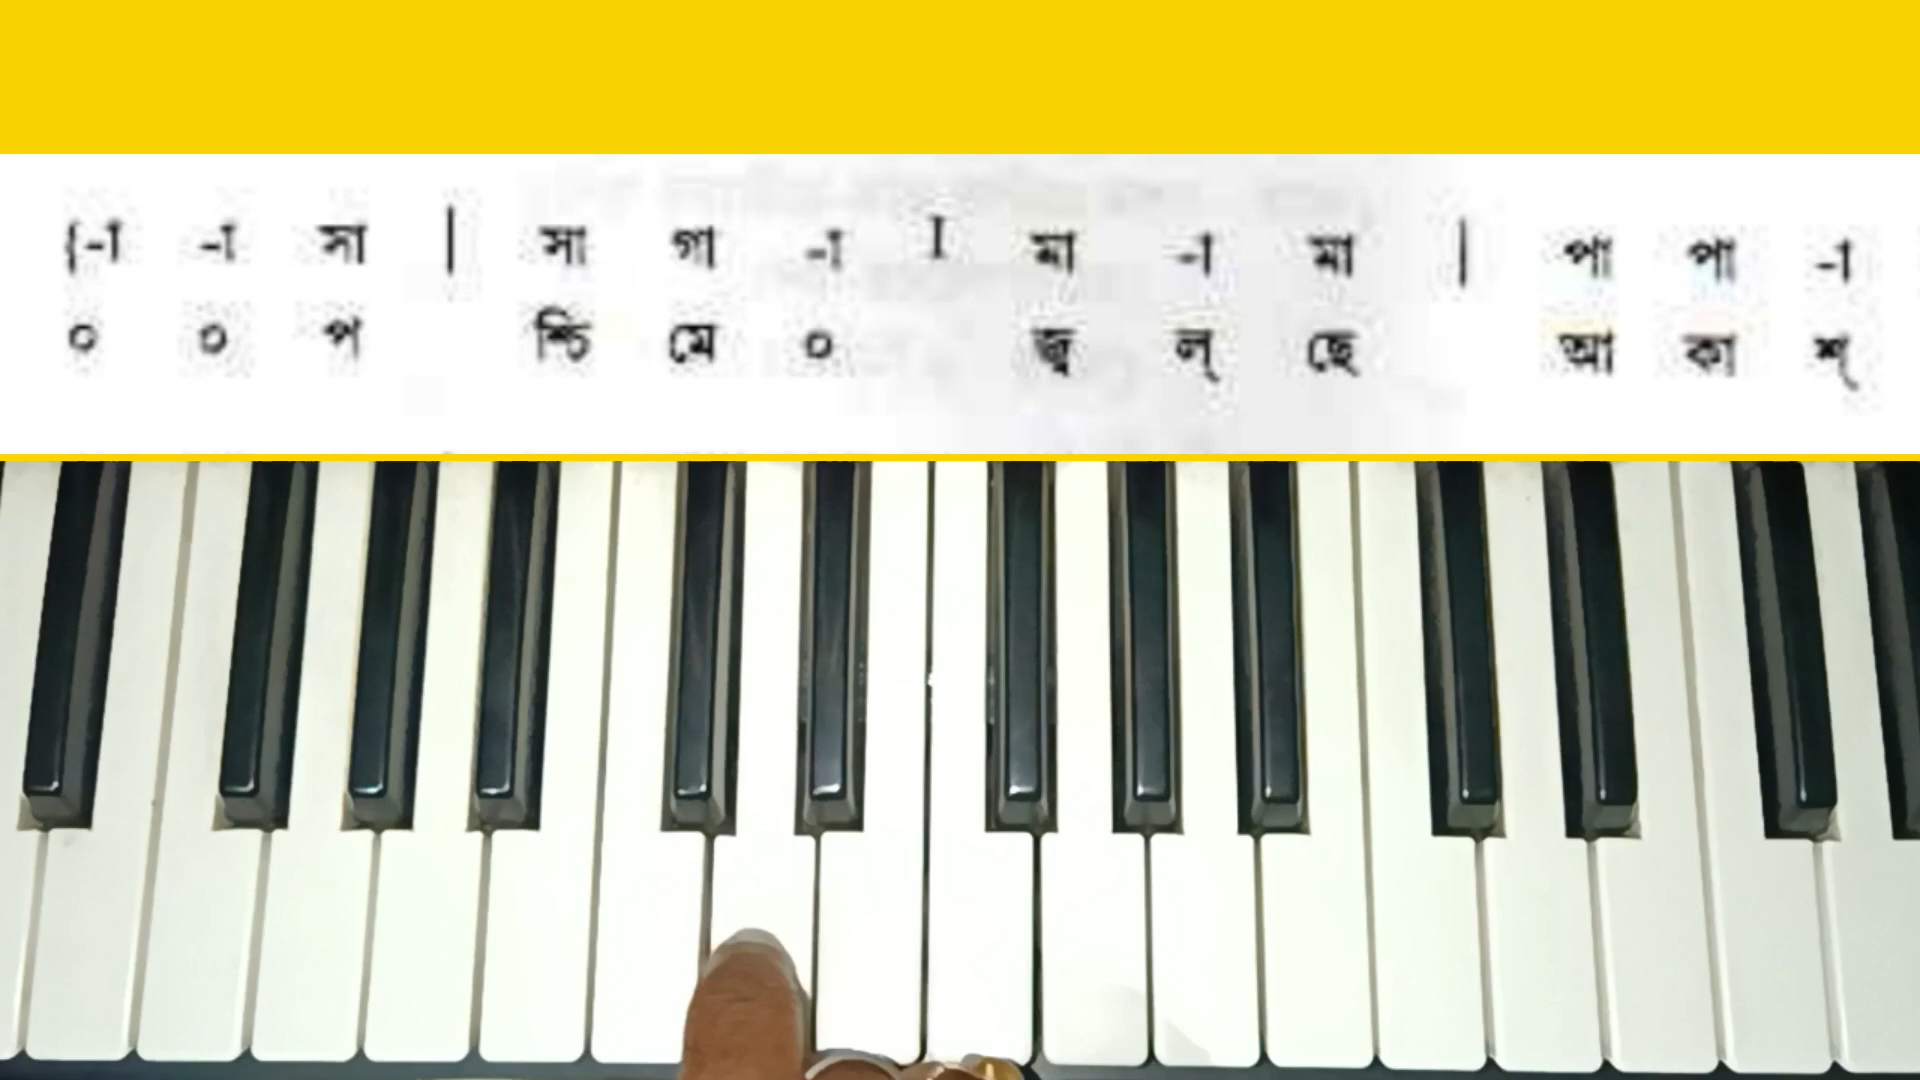 {-া -া সা | সা গা -া I মা -া মা | পা পা -া
০ ০ প শ্চি মে ০ জ্ব ল্ ছে আ কা শ্